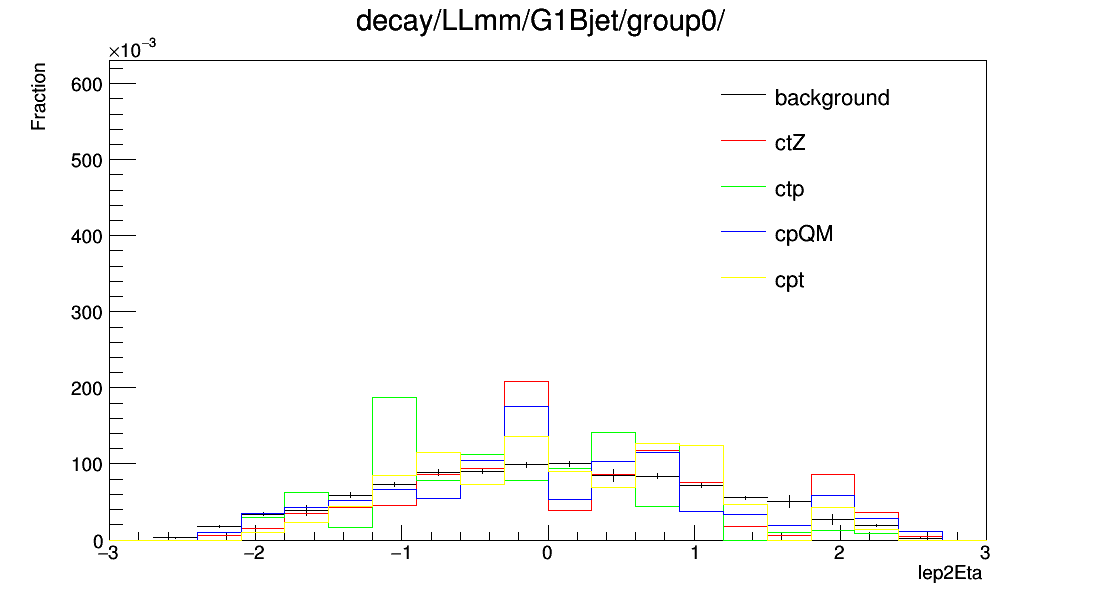 decay/LLmm/G1Bjet/group0/
×10−3
Fraction
600
500
400
300
200
100
0
background
ctZ
ctp
cpQM
cpt
−3 −2 −1 0 1 2 3
lep2Eta